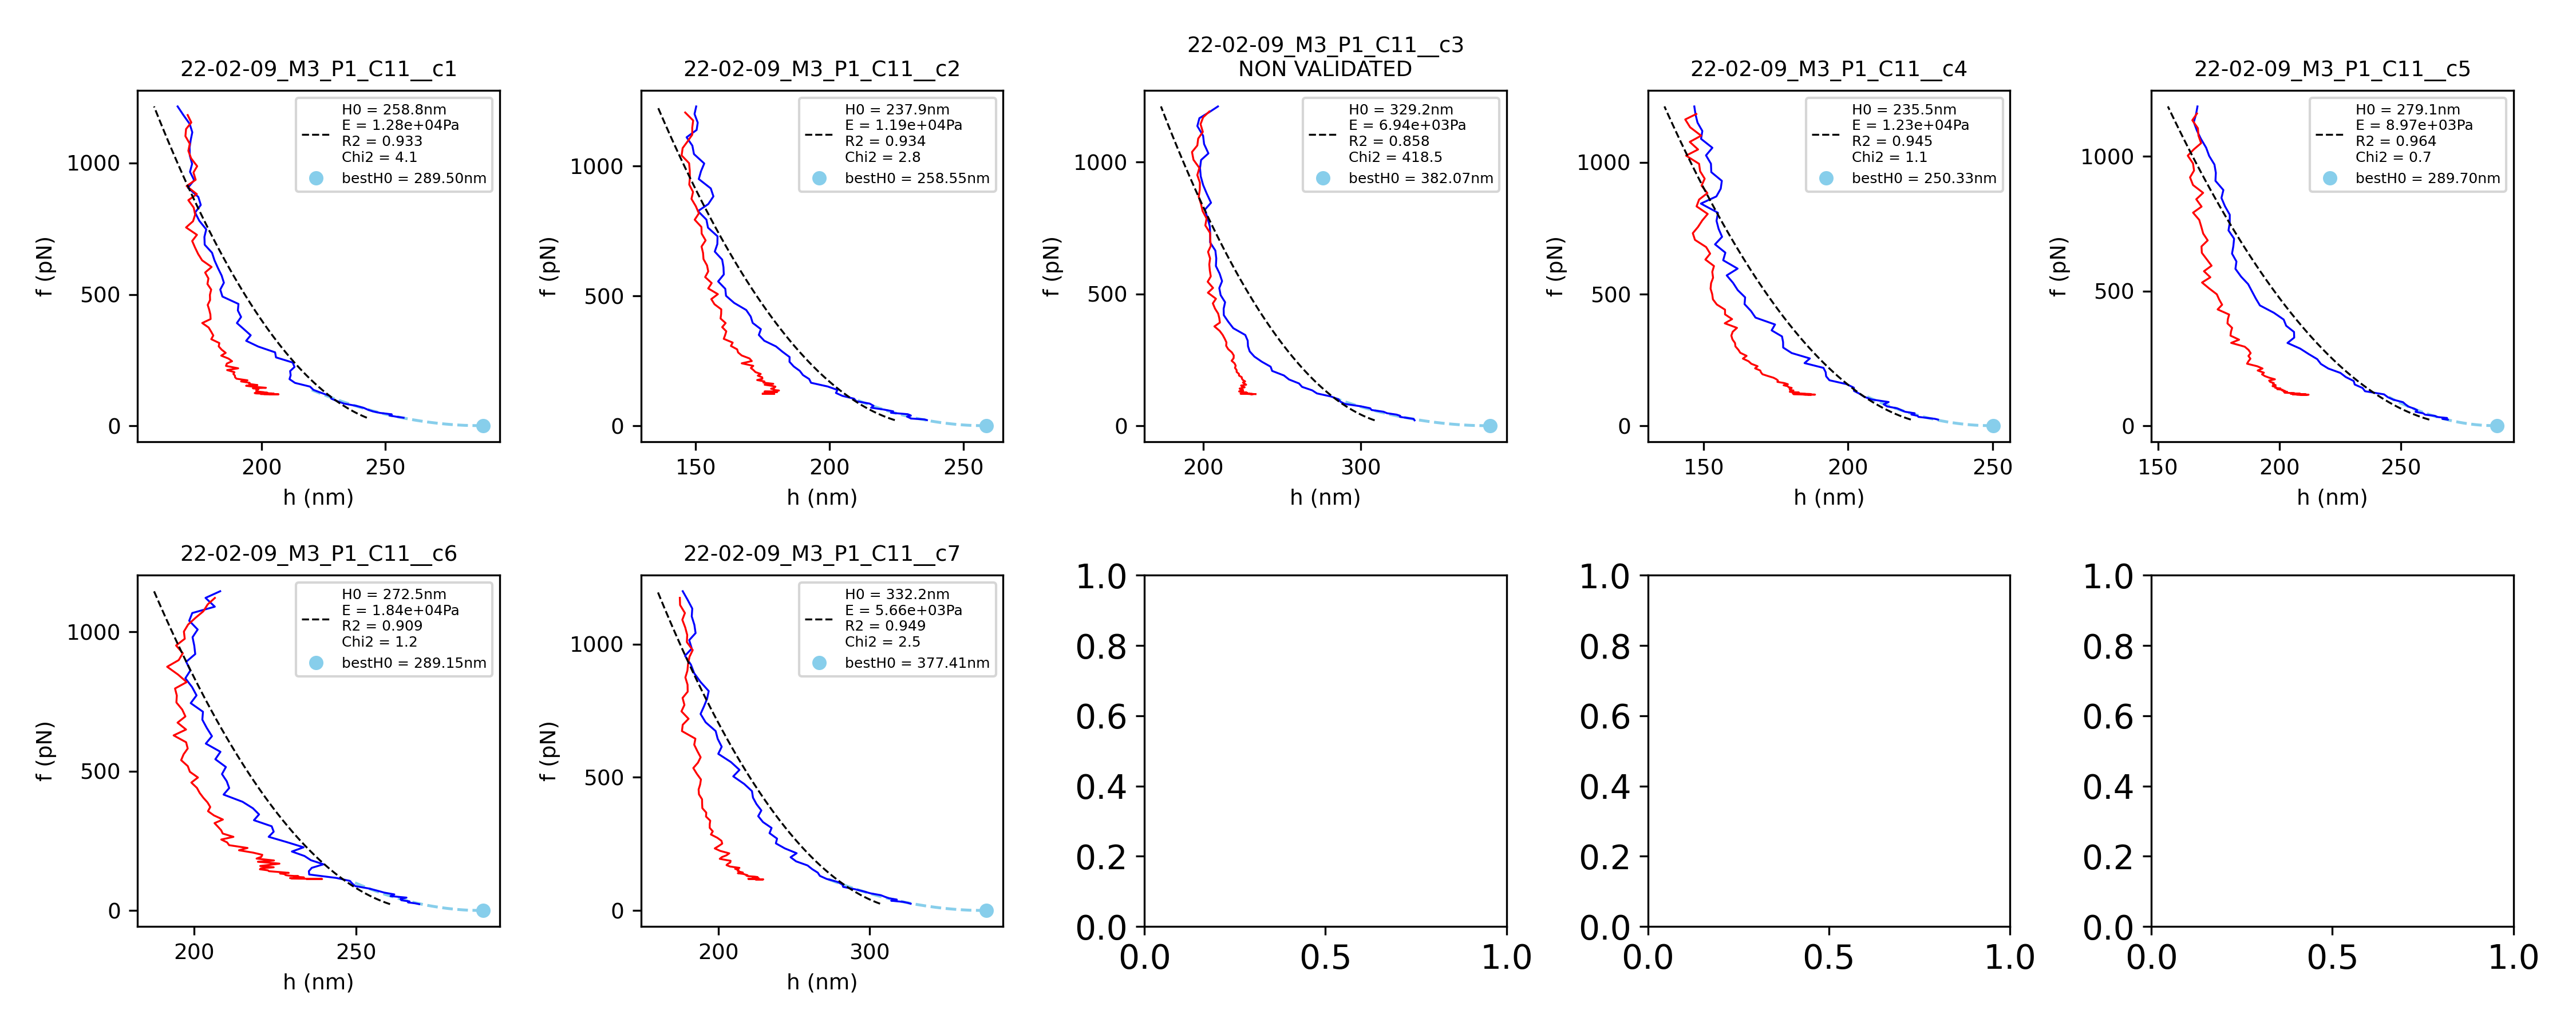 22-02-09_M3_P1_C11__c1
H0 = 258.8nm
E = 1.28e+04Pa
R2 = 0.933
Chi2 = 4.1
bestH0 = 289.50nm
f (pN)
1000
500
0
200 250
h (nm)
22-02-09_M3_P1_C11__c2
H0 = 237.9nm
E = 1.19e+04Pa
R2 = 0.934
Chi2 = 2.8
bestH0 = 258.55nm
f (pN)
1000
500
0
150 200 250
h (nm)
22-02-09_M3_P1_C11__c3
NON VALIDATED
H0 = 329.2nm
E = 6.94e+03Pa
R2 = 0.858
Chi2 = 418.5
bestH0 = 382.07nm
f (pN)
1000
500
0
200 300
h (nm)
22-02-09_M3_P1_C11__c4
H0 = 235.5nm
E = 1.23e+04Pa
R2 = 0.945
Chi2 = 1.1
bestH0 = 250.33nm
f (pN)
1000
500
0
150 200 250
h (nm)
22-02-09_M3_P1_C11__c5
H0 = 279.1nm
E = 8.97e+03Pa
R2 = 0.964
Chi2 = 0.7
bestH0 = 289.70nm
f (pN)
1000
500
0
150 200 250
h (nm)
22-02-09_M3_P1_C11__c6
H0 = 272.5nm
E = 1.84e+04Pa
R2 = 0.909
Chi2 = 1.2
bestH0 = 289.15nm
f (pN)
1000
500
0
200 250
h (nm)
22-02-09_M3_P1_C11__c7
H0 = 332.2nm
E = 5.66e+03Pa
R2 = 0.949
Chi2 = 2.5
bestH0 = 377.41nm
f (pN)
1000
500
0
200 300
h (nm)
1.0
0.8
0.6
0.4
0.2
0.0
0.0 0.5 1.0
1.0
0.8
0.6
0.4
0.2
0.0
0.0 0.5 1.0
1.0
0.8
0.6
0.4
0.2
0.0
0.0 0.5 1.0